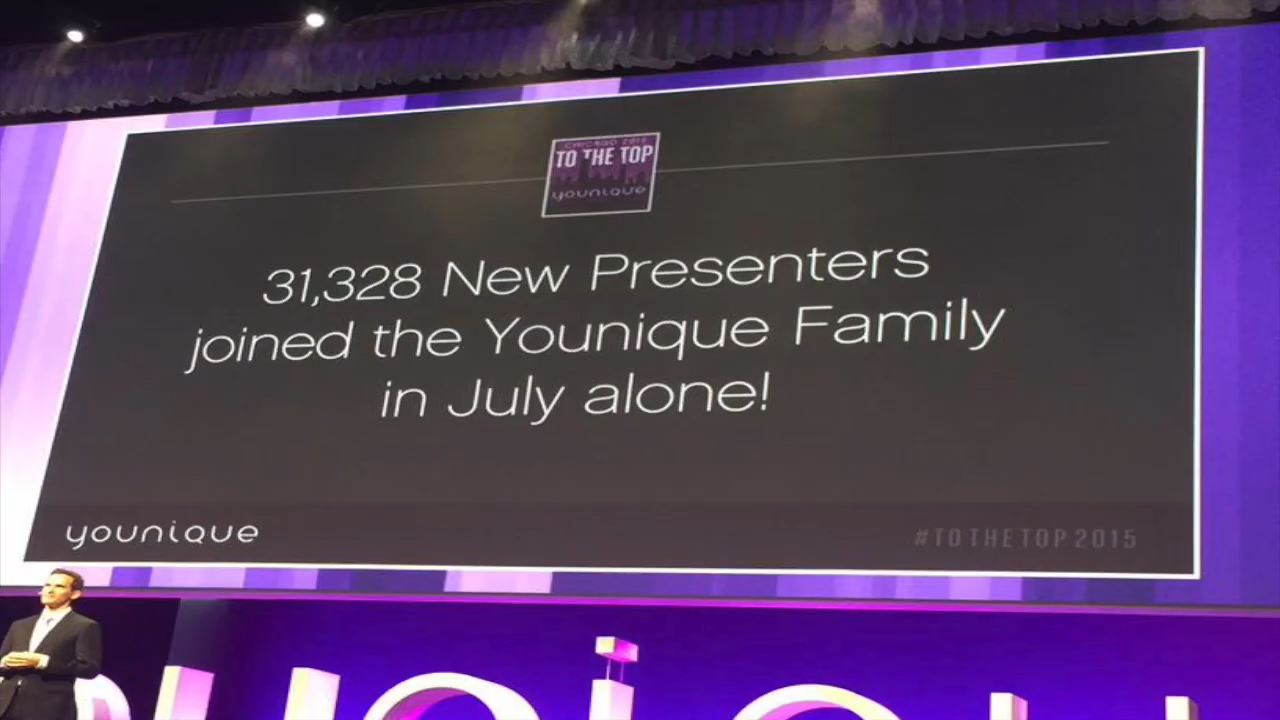 CHICAGO 2015
TO THE TOP
younique
31,328 New Presenters
joined the Younique Family
in July alone!
younique
#TOTHETOP2015